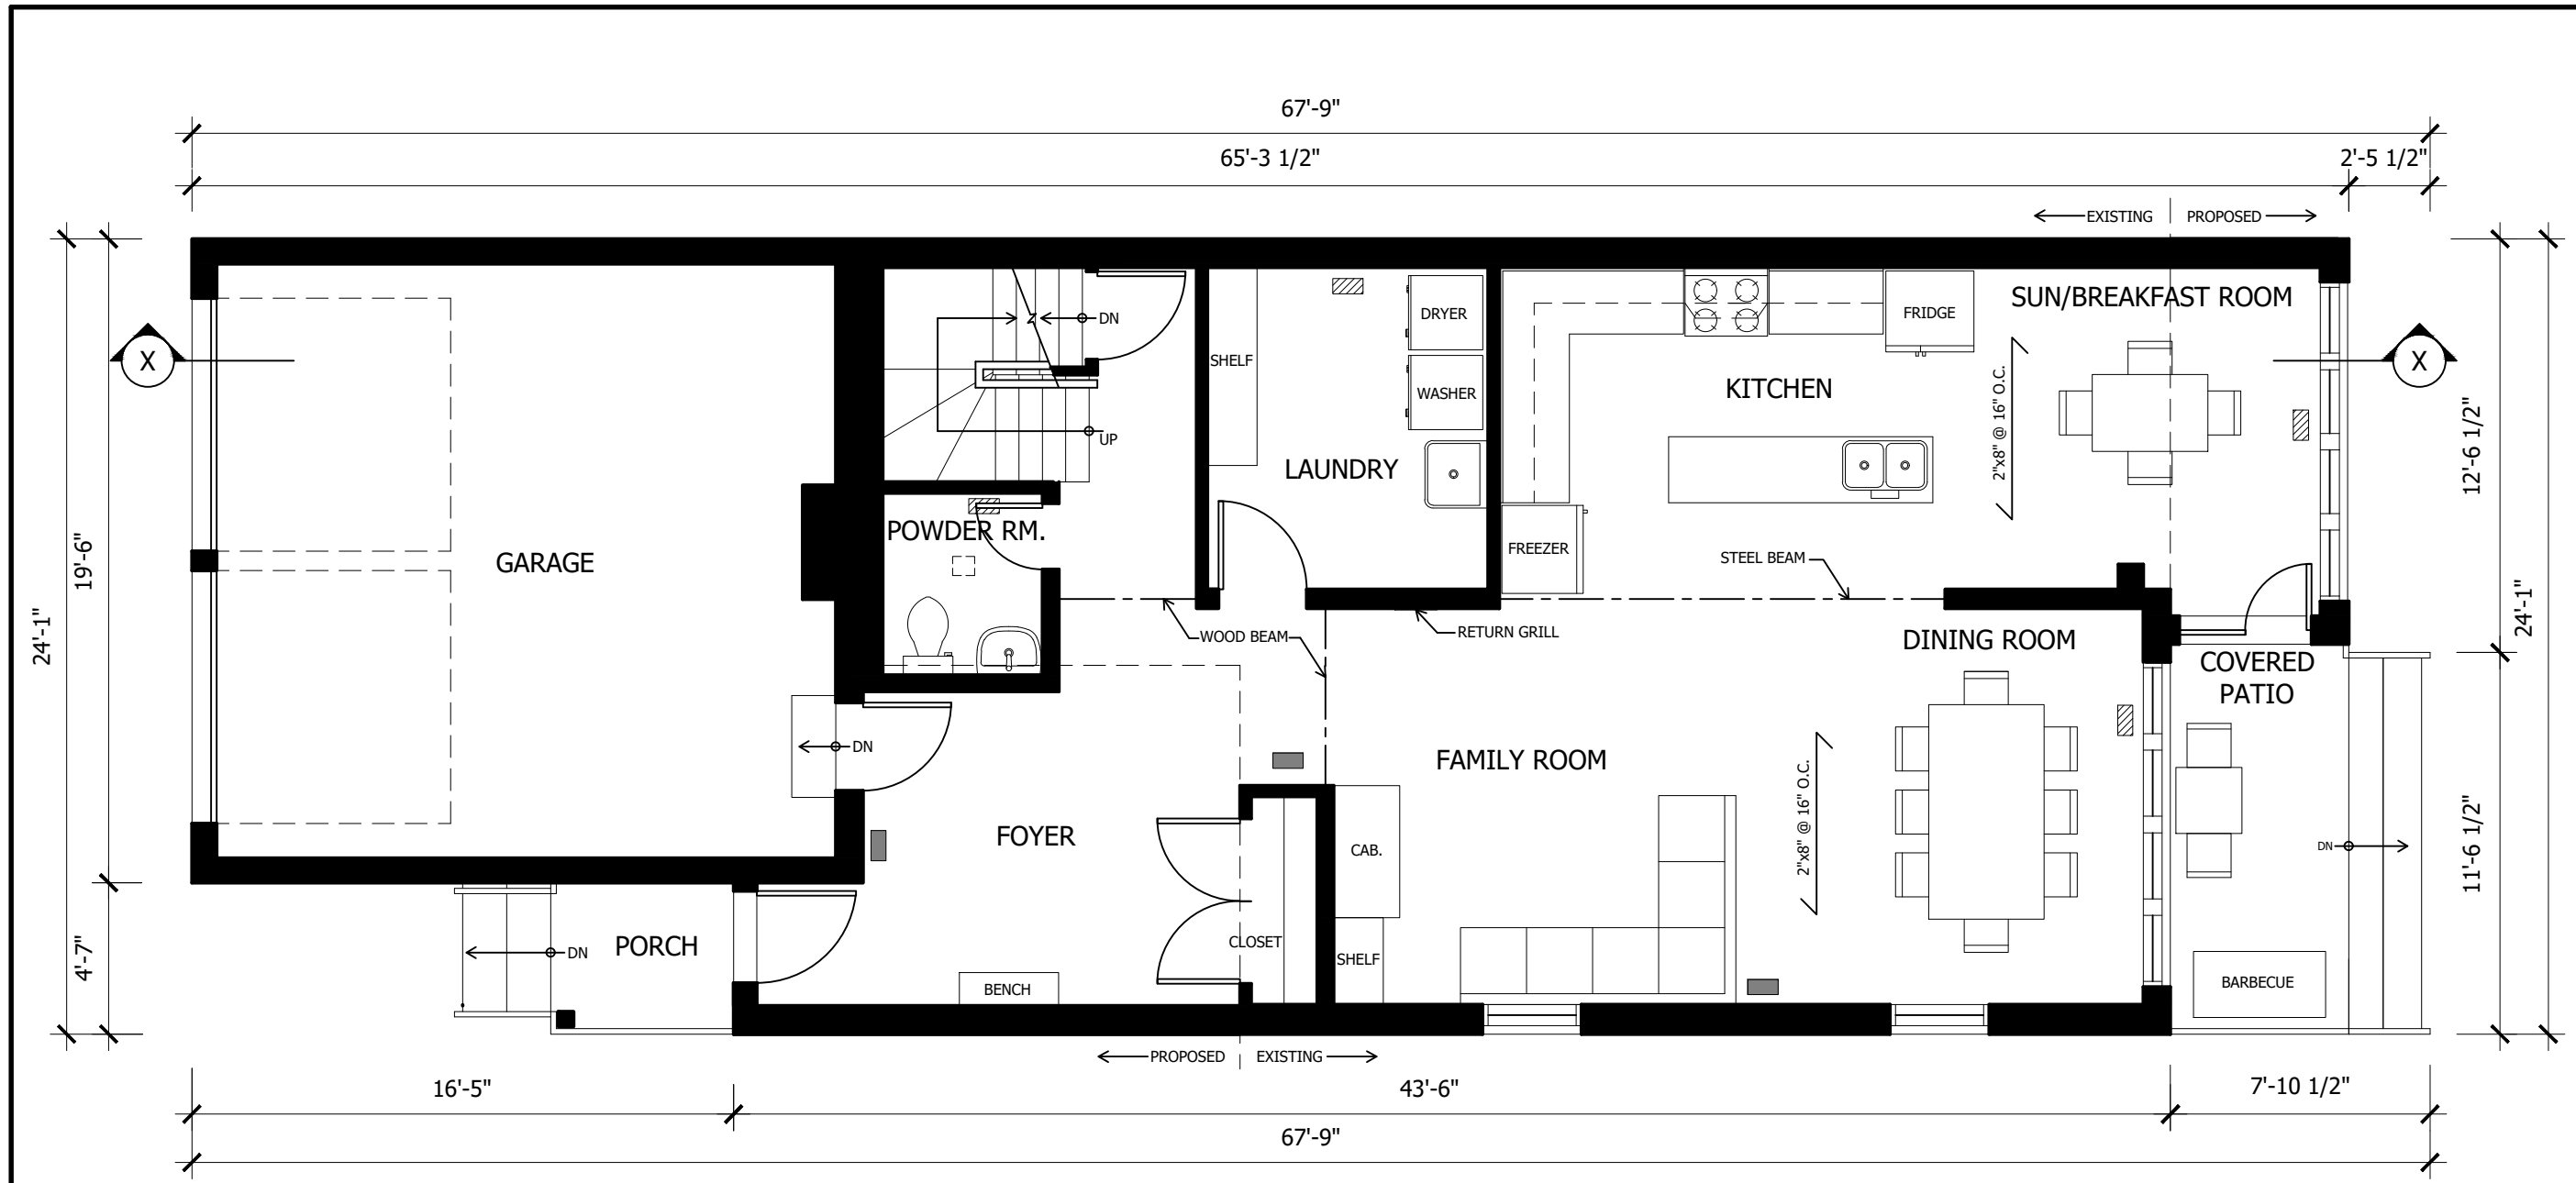 67'-9"
65'-3 1/2"
2'-5 1/2"
EXISTING
PROPOSED
SUN/BREAKFAST ROOM
DRYER
FRIDGE
DN
SHELF
X
X
WASHER
KITCHEN
2"x8" @ 16" O.C.
12'-6 1/2"
UP
LAUNDRY
POWDER RM.
GARAGE
FREEZER
STEEL BEAM
19'-6"
24'-1"
24'-1"
WOOD BEAM
RETURN GRILL
DINING ROOM
COVERED
PATIO
DN
FAMILY ROOM
2"x8" @ 16" O.C.
FOYER
CAB.
DN
11'-6 1/2"
PORCH
DN
CLOSET
SHELF
4'-7"
BENCH
BARBECUE
PROPOSED
EXISTING
16'-5"
43'-6"
7'-10 1/2"
67'-9"